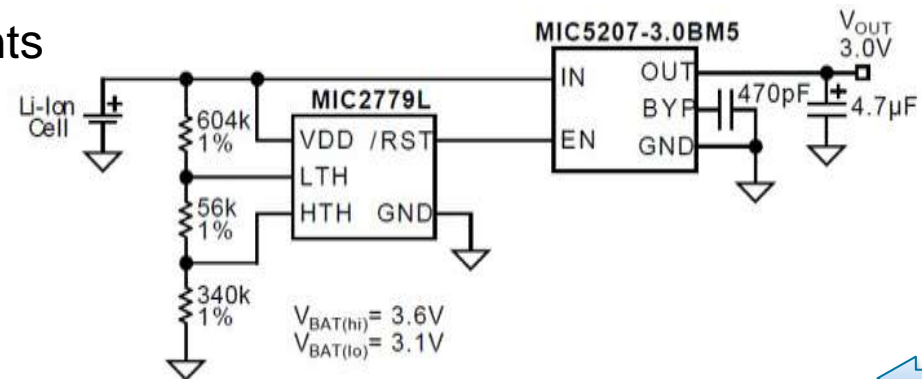 nts
MIC5207-3.0BM5
VOUT
3.0V
Li-Ion
Cell
+
604k
1%
MIC2779L
VDD /RST
LTH
HTH GND
56k
1%
340k
1%
VBAT(hi)= 3.6V
VBAT(lo)= 3.1V
IN OUT
BYP
EN GND
470pF
+
4.7µF